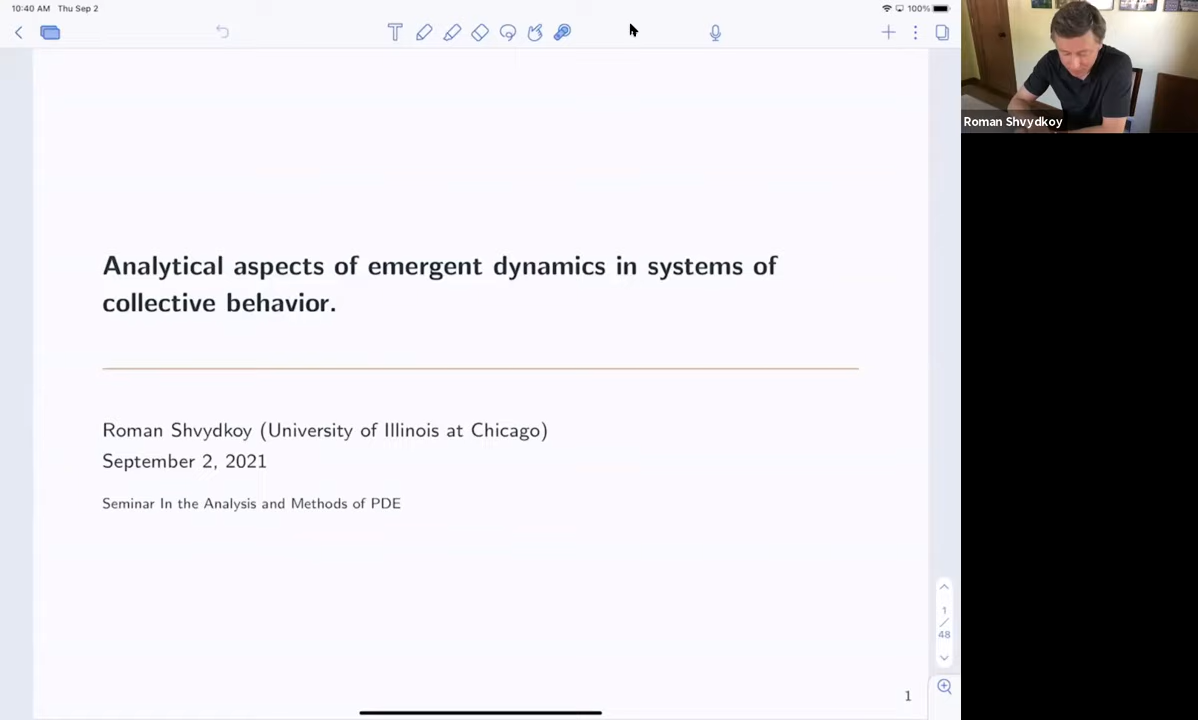 10:40 AM Thu Sep 2
100%
Roman Shvydkoy
Analytical aspects of emergent dynamics in systems of
collective behavior.
Roman Shvydkoy (University of Illinois at Chicago)
September 2, 2021
Seminar In the Analysis and Methods of PDE
1
/
48
1